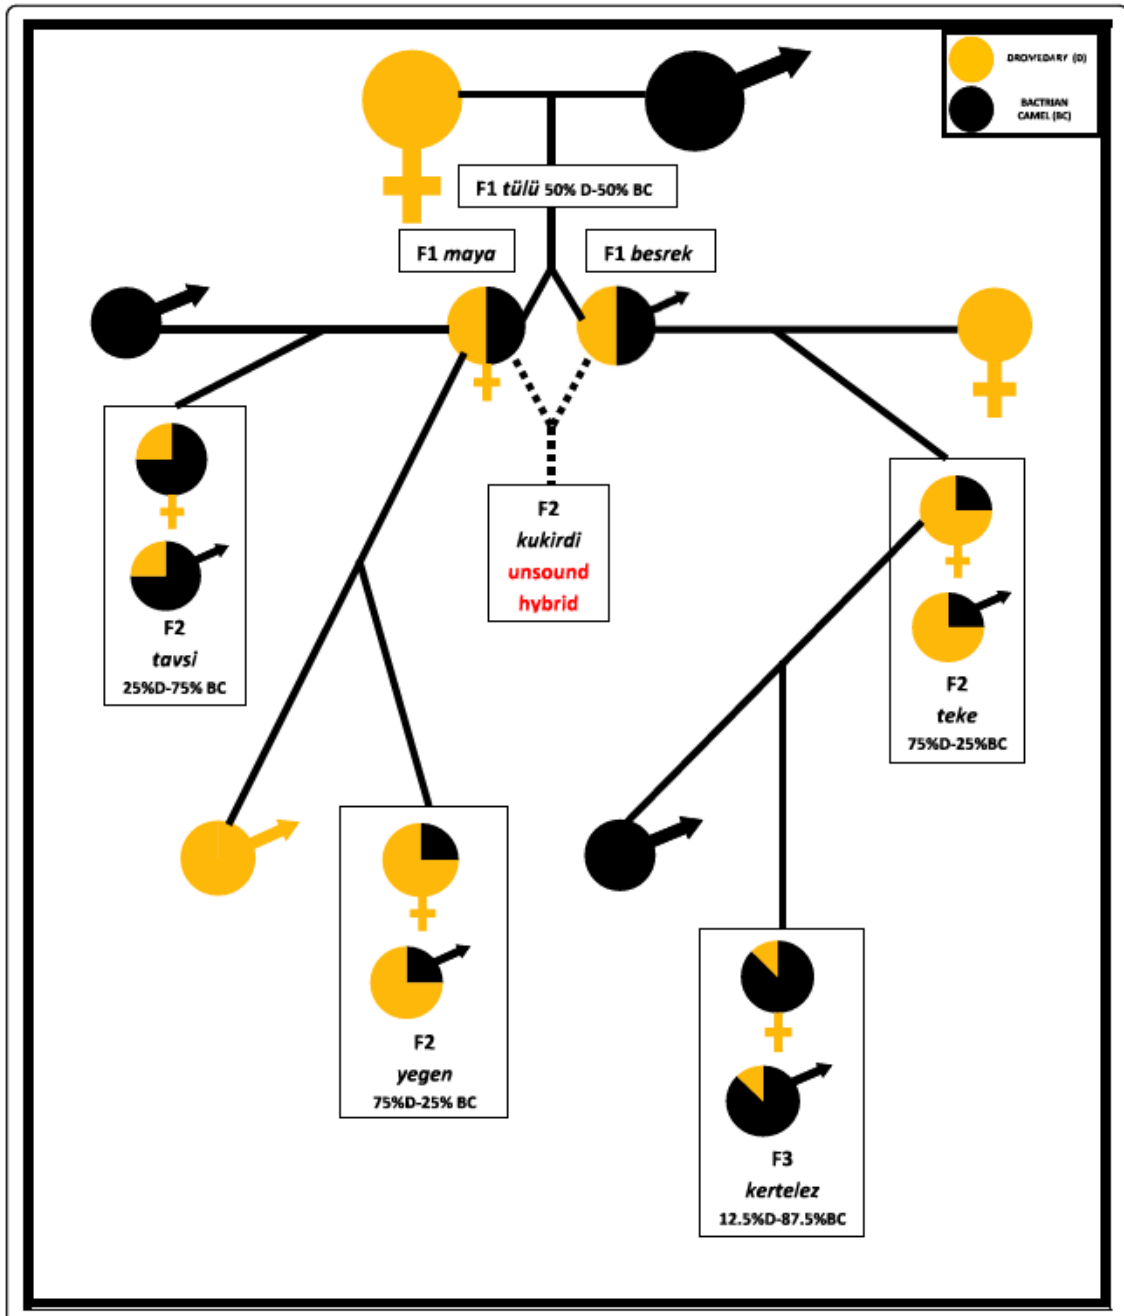 DROMEDARY (D)
BACTRIAN
CAMEL (BC)
F1 tülü 50% D-50% BC
F1 maya
F1 besrek
F2
tavsi
25%D-75% BC
F2
kukirdi
unsound
hybrid
F2
teke
75%D-25%BC
F2
yegen
75%D-25% BC
F3
kertelez
12.5%D-87.5%BC